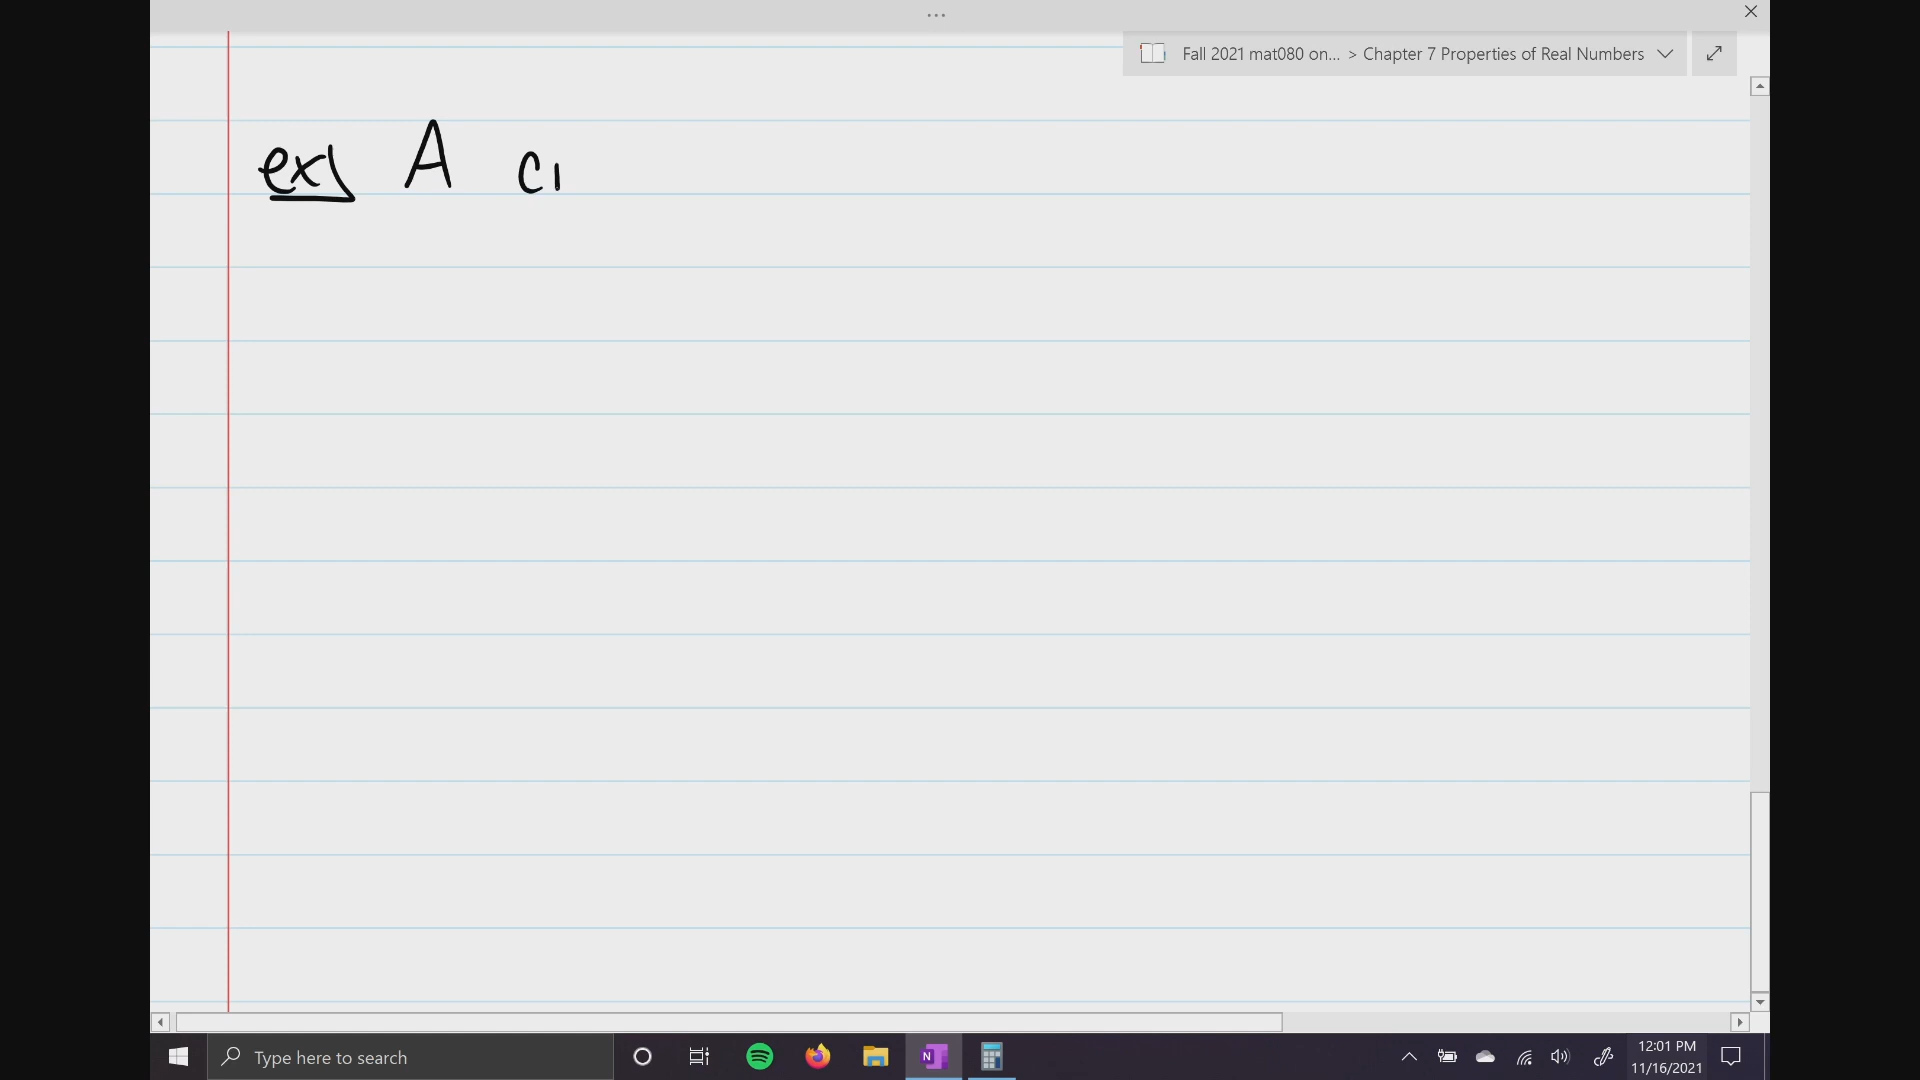 Fall 2021 mat080 on... > Chapter 7 Properties of Real Numbers
ex) A ci
Type here to search
12:01 PM
11/16/2021